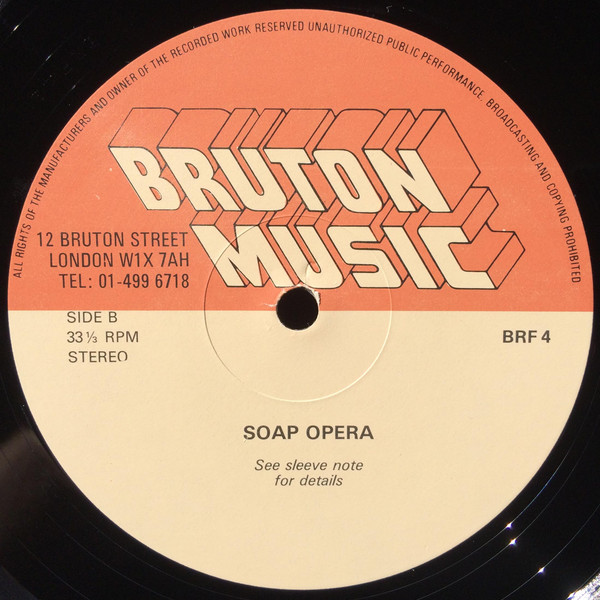 ALL RIGHTS OF THE MANUFACTURERS AND OWNER OF THE RECORDED WORK RESERVED UNAUTHORIZED PUBLIC PERFORMANCE. BROADCASTING AND COPYING PROHIBITED
BRUTON
MUSIC
12 BRUTON STREET
LONDON W1X 7AH
TEL: 01-499 6718
SIDE B
33⅓ RPM
STEREO
BRF 4
SOAP OPERA
See sleeve note
for details